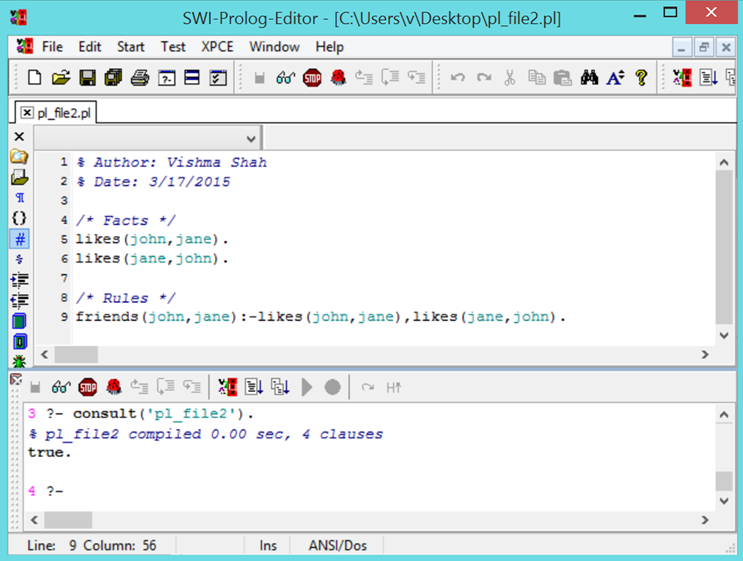 SWI-Prolog-Editor - [C:\Users\v\Desktop\pl_file2.pl]
File Edit Start Test XPCE Window Help
pl_file2.pl
1 % Author: Vishma Shah
2 % Date: 3/17/2015
3
4 /* Facts */
5 likes(john,jane).
6 likes(jane,john).
7
8 /* Rules */
9 friends(john,jane):-likes(john,jane),likes(jane,john).
3 ?- consult('pl_file2').
% pl_file2 compiled 0.00 sec, 4 clauses
true.
4 ?-
Line: 9 Column: 56 Ins ANSI/Dos